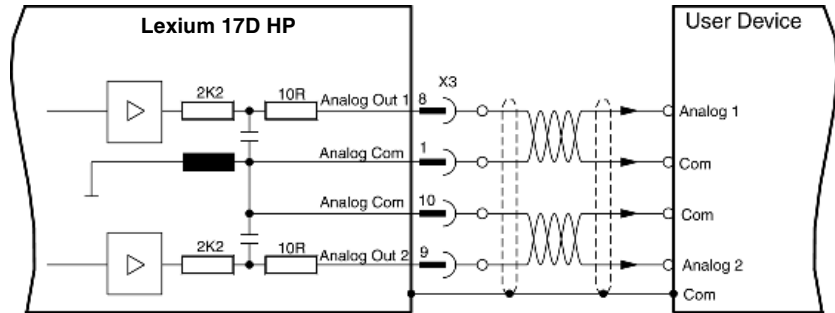 Lexium 17D HP
User Device
X3
2K2
10R
Analog Out 1
8
Analog 1
Analog Com
1
Com
Analog Com
10
Com
2K2
10R
Analog Out 2
9
Analog 2
Com